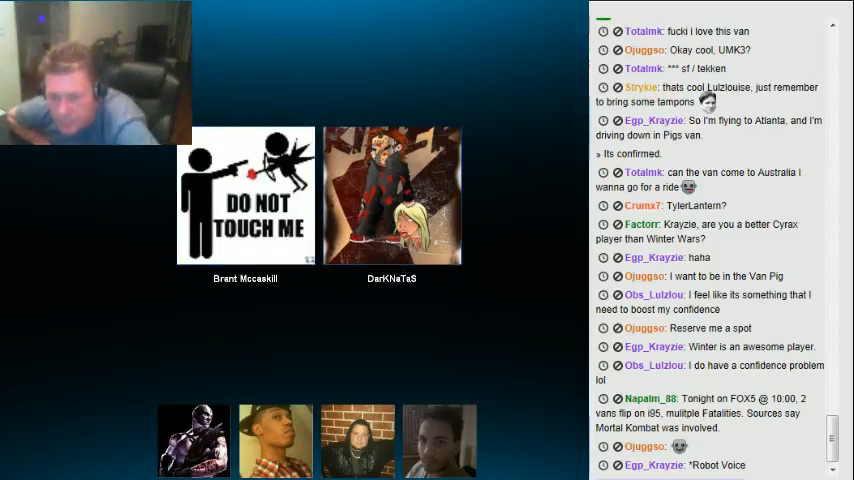 DO NOT
TOUCH ME
Brant Mccaskill
DarKNaTaS
Totalmk: fucki i love this van
Ojuggso: Okay cool, UMK3?
Totalmk: *** sf / tekken
Strykie: thats cool Lulzlouise, just remember
to bring some tampons
Egp_Krayzie: So I'm flying to Atlanta, and I'm
driving down in Pigs van.
» Its confirmed.
Totalmk: can the van come to Australia I
wanna go for a ride
Crumx7: TylerLantern?
Factorr: Krayzie, are you a better Cyrax
player than Winter Wars?
Egp_Krayzie: haha
Ojuggso: I want to be in the Van Pig
Obs_Lulzlou: I feel like its something that I
need to boost my confidence
Ojuggso: Reserve me a spot
Egp_Krayzie: Winter is an awesome player.
Obs_Lulzlou: I do have a confidence problem
lol
Napalm_88: Tonight on FOX5 @ 10:00, 2
vans flip on i95, mulitple Fatalities. Sources say
Mortal Kombat was involved.
Ojuggso:
Egp_Krayzie: *Robot Voice